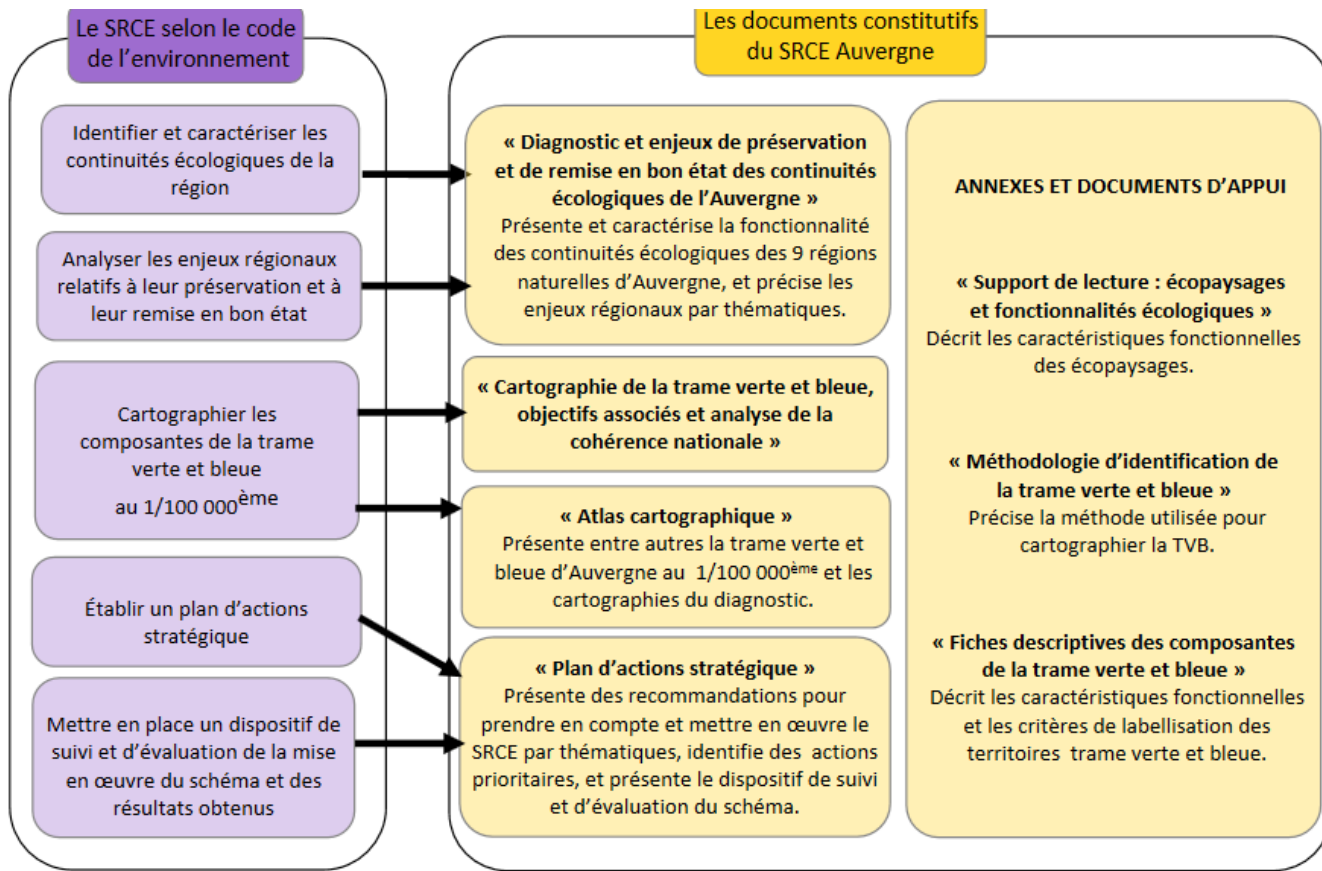 Le SRCE selon le code
de l'environnement
Identifier et caractériser les
continuités écologiques de la
région
Analyser les enjeux régionaux
relatifs à leur préservation et à
leur remise en bon état
Cartographier les
composantes de la trame
verte et bleue
au 1/100 000ème
Établir un plan d'actions
stratégique
Mettre en place un dispositif de
suivi et d'évaluation de la mise
en œuvre du schéma et des
résultats obtenus
Les documents constitutifs
du SRCE Auvergne
« Diagnostic et enjeux de préservation
et de remise en bon état des continuités
écologiques de l'Auvergne »
Présente et caractérise la fonctionnalité
des continuités écologiques des 9 régions
naturelles d'Auvergne, et précise les
enjeux régionaux par thématiques.
« Cartographie de la trame verte et bleue,
objectifs associés et analyse de la
cohérence nationale »
« Atlas cartographique »
Présente entre autres la trame verte et
bleue d'Auvergne au 1/100 000ème et les
cartographies du diagnostic.
« Plan d'actions stratégique »
Présente des recommandations pour
prendre en compte et mettre en œuvre le
SRCE par thématiques, identifie des actions
prioritaires, et présente le dispositif de suivi
et d'évaluation du schéma.
ANNEXES ET DOCUMENTS D'APPUI
« Support de lecture : écopaysages
et fonctionnalités écologiques »
Décrit les caractéristiques fonctionnelles
des écopaysages.
« Méthodologie d'identification de
la trame verte et bleue »
Précise la méthode utilisée pour
cartographier la TVB.
« Fiches descriptives des composantes
de la trame verte et bleue »
Décrit les caractéristiques fonctionnelles
et les critères de labellisation des
territoires trame verte et bleue.